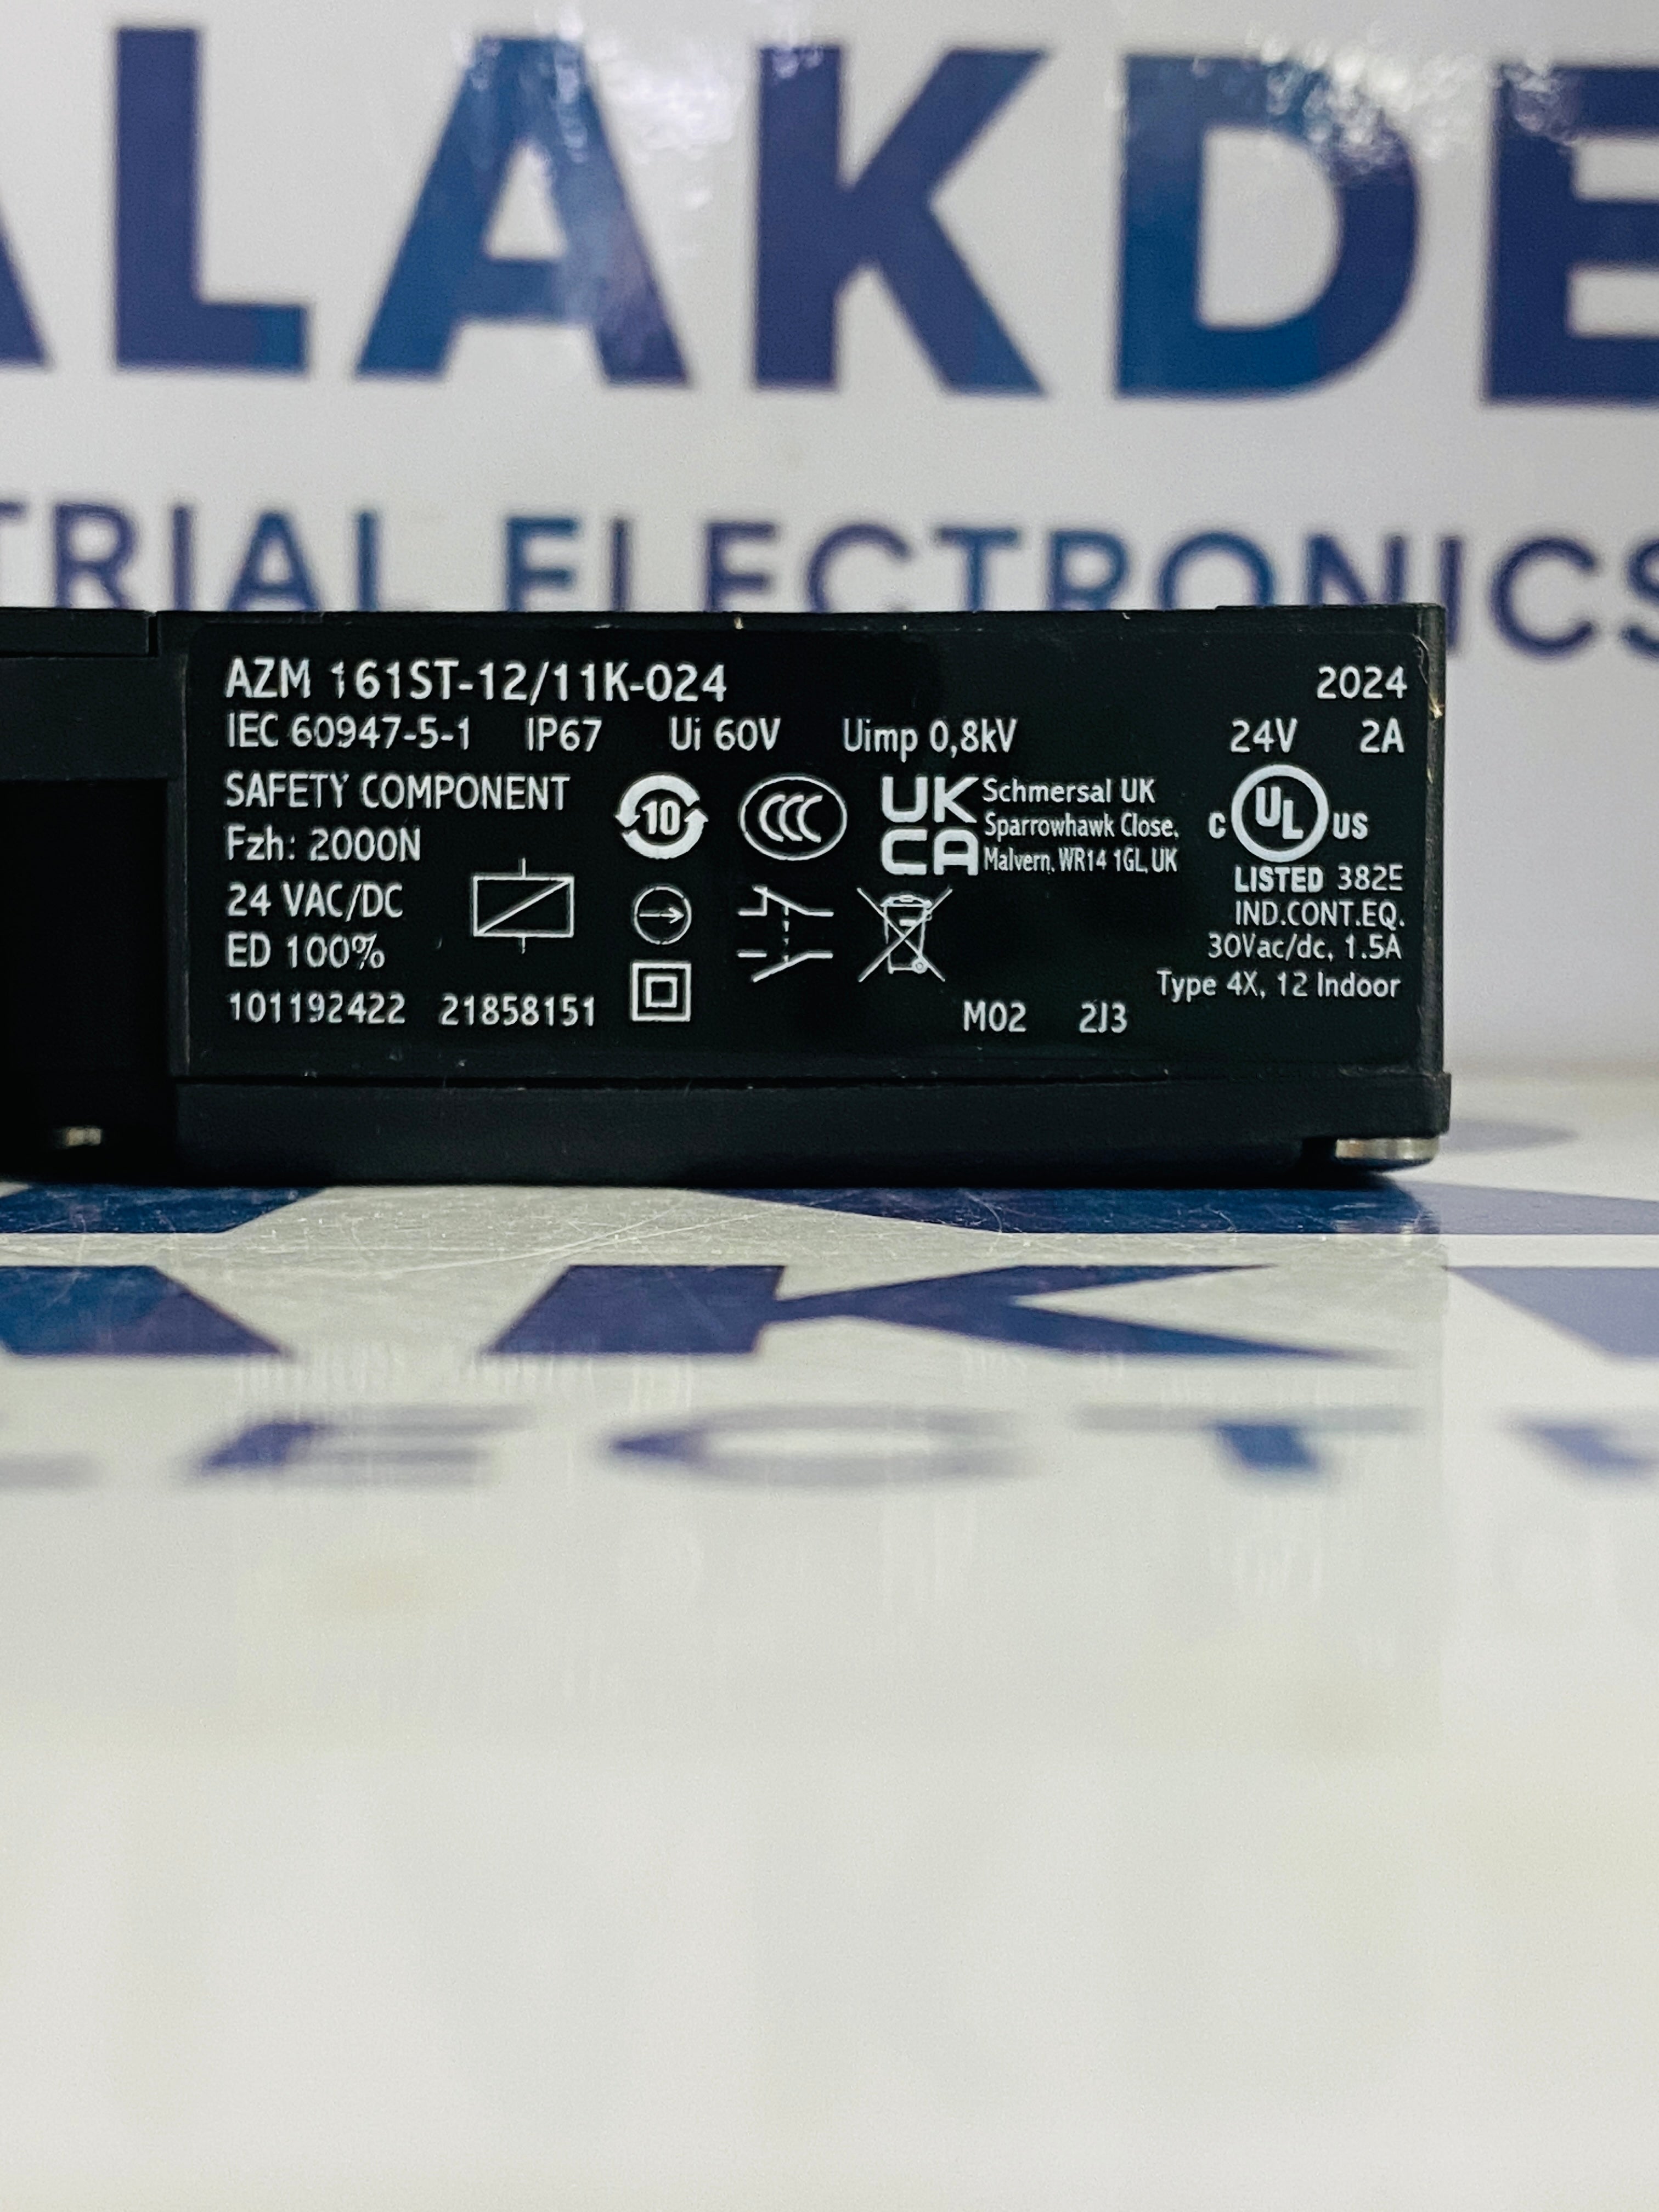 ALAKDE
TRIAL ELECTRONICS
AZM 161ST-12/11K-024 2024
IEC 60947-5-1 IP67 Ui 60V Uimp 0,8kV 24V 2A
SAFETY COMPONENT
Fzh: 2000N
24 VAC/DC
ED 100%
101192422 21858151
10
CCC
UK
CA
Schmersal UK
Sparrowhawk Close,
Malvern, WR14 1GL, UK
C UL US
LISTED 382E
IND.CONT.EQ.
30Vac/dc, 1.5A
Type 4X, 12 Indoor
M02 2J3